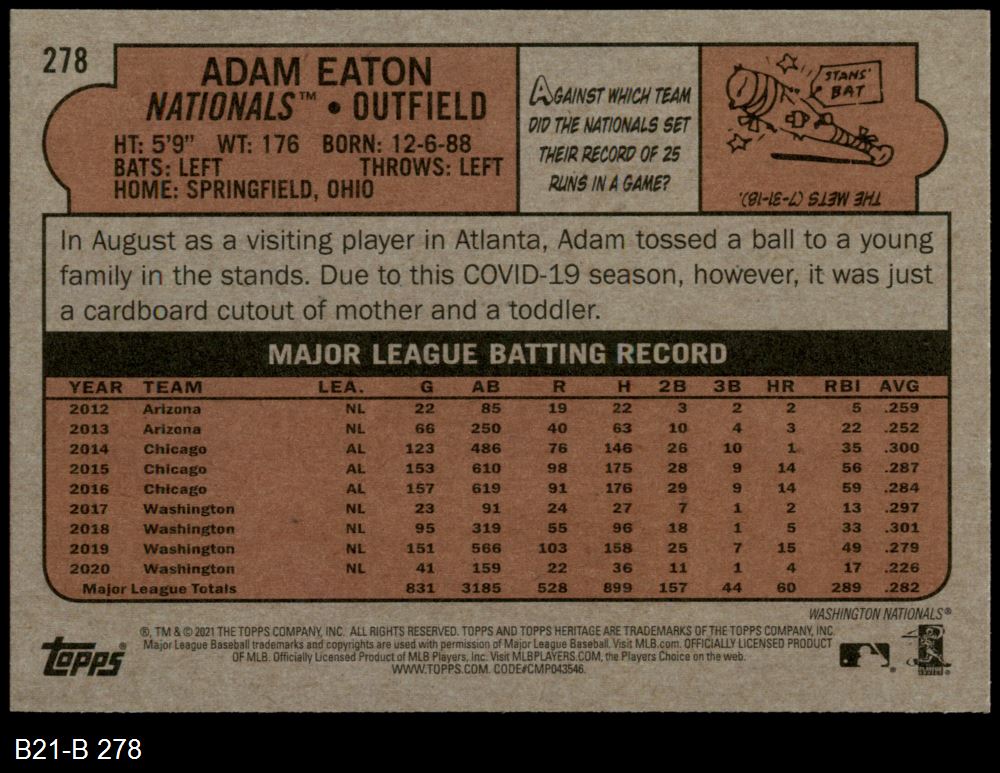 278
ADAM EATON
NATIONALS™ • OUTFIELD
HT: 5'9" WT: 176 BORN: 12-6-88
BATS: LEFT THROWS: LEFT
HOME: SPRINGFIELD, OHIO
AGAINST WHICH TEAM
DID THE NATIONALS SET
THEIR RECORD OF 25
RUNS IN A GAME?
STANS'
BAT
THE METS (7-31-18).
In August as a visiting player in Atlanta, Adam tossed a ball to a young
family in the stands. Due to this COVID-19 season, however, it was just
a cardboard cutout of mother and a toddler.
MAJOR LEAGUE BATTING RECORD
YEAR TEAM LEA. G AB R H 2B 3B HR RBI AVG
2012 Arizona NL 22 85 19 22 3 2 2 5 .259
2013 Arizona NL 66 250 40 63 10 4 3 22 .252
2014 Chicago AL 123 486 76 146 26 10 1 35 .300
2015 Chicago AL 153 610 98 175 28 9 14 56 .287
2016 Chicago AL 157 619 91 176 29 9 14 59 .284
2017 Washington NL 23 91 24 27 7 1 2 13 .297
2018 Washington NL 95 319 55 96 18 1 5 33 .301
2019 Washington NL 151 566 103 158 25 7 15 49 .279
2020 Washington NL 41 159 22 36 11 1 4 17 .226
Major League Totals 831 3185 528 899 157 44 60 289 .282
WASHINGTON NATIONALS®
®, TM & © 2021 THE TOPPS COMPANY, INC. ALL RIGHTS RESERVED. TOPPS AND TOPPS HERITAGE ARE TRADEMARKS OF THE TOPPS COMPANY, INC.
Major League Baseball trademarks and copyrights are used with permission of Major League Baseball. Visit MLB.com. OFFICIALLY LICENSED PRODUCT
OF MLB. Officially Licensed Product of MLB Players, Inc. Visit MLBPLAYERS.COM, the Players Choice on the web.
WWW.TOPPS.COM. CODE#CMP043546.
topps®
B21-B 278